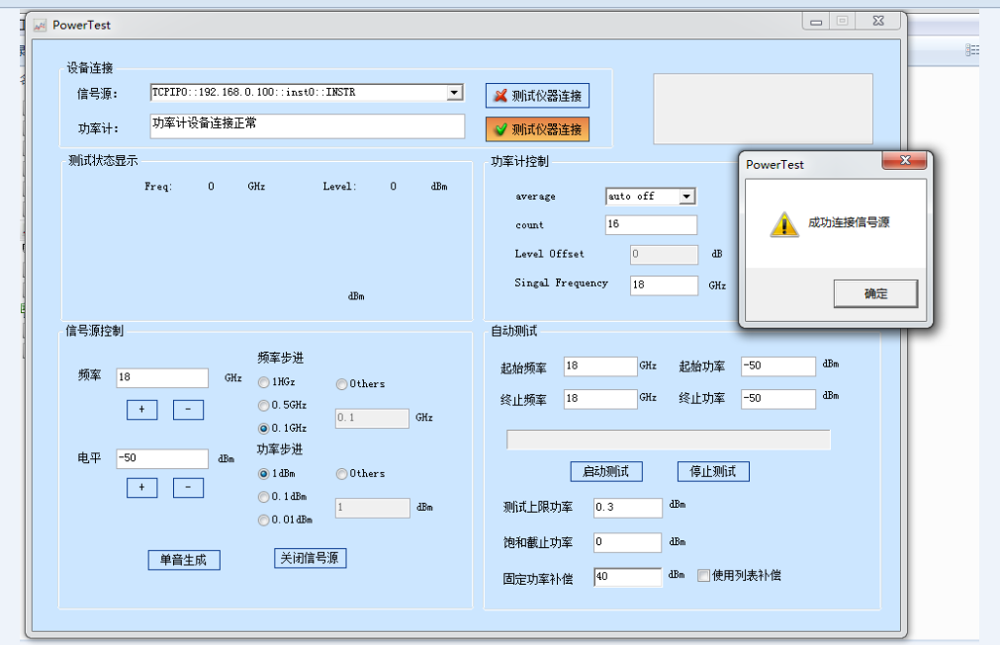 PowerTest
设备连接
信号源:
TCPIP0::192.168.0.100::inst0::INSTR
测试仪器连接
功率计:
功率计设备连接正常
测试仪器连接
测试状态显示
Freq: 0 GHz Level: 0 dBm
dBm
功率计控制
average auto off
count 16
Level Offset 0 dB
Singal Frequency 18 GHz
PowerTest
成功连接信号源
确定
信号源控制
频率 18 GHz
+ -
频率步进
1HGz
Others
0.5GHz
0.1 GHz
0.1GHz
电平 -50 dBm
+ -
功率步进
1dBm
Others
0.1dBm
1 dBm
0.01dBm
单音生成
关闭信号源
自动测试
起始频率 18 GHz 起始功率 -50 dBm
终止频率 18 GHz 终止功率 -50 dBm
启动测试
停止测试
测试上限功率 0.3 dBm
饱和截止功率 0 dBm
固定功率补偿 40 dBm 使用列表补偿